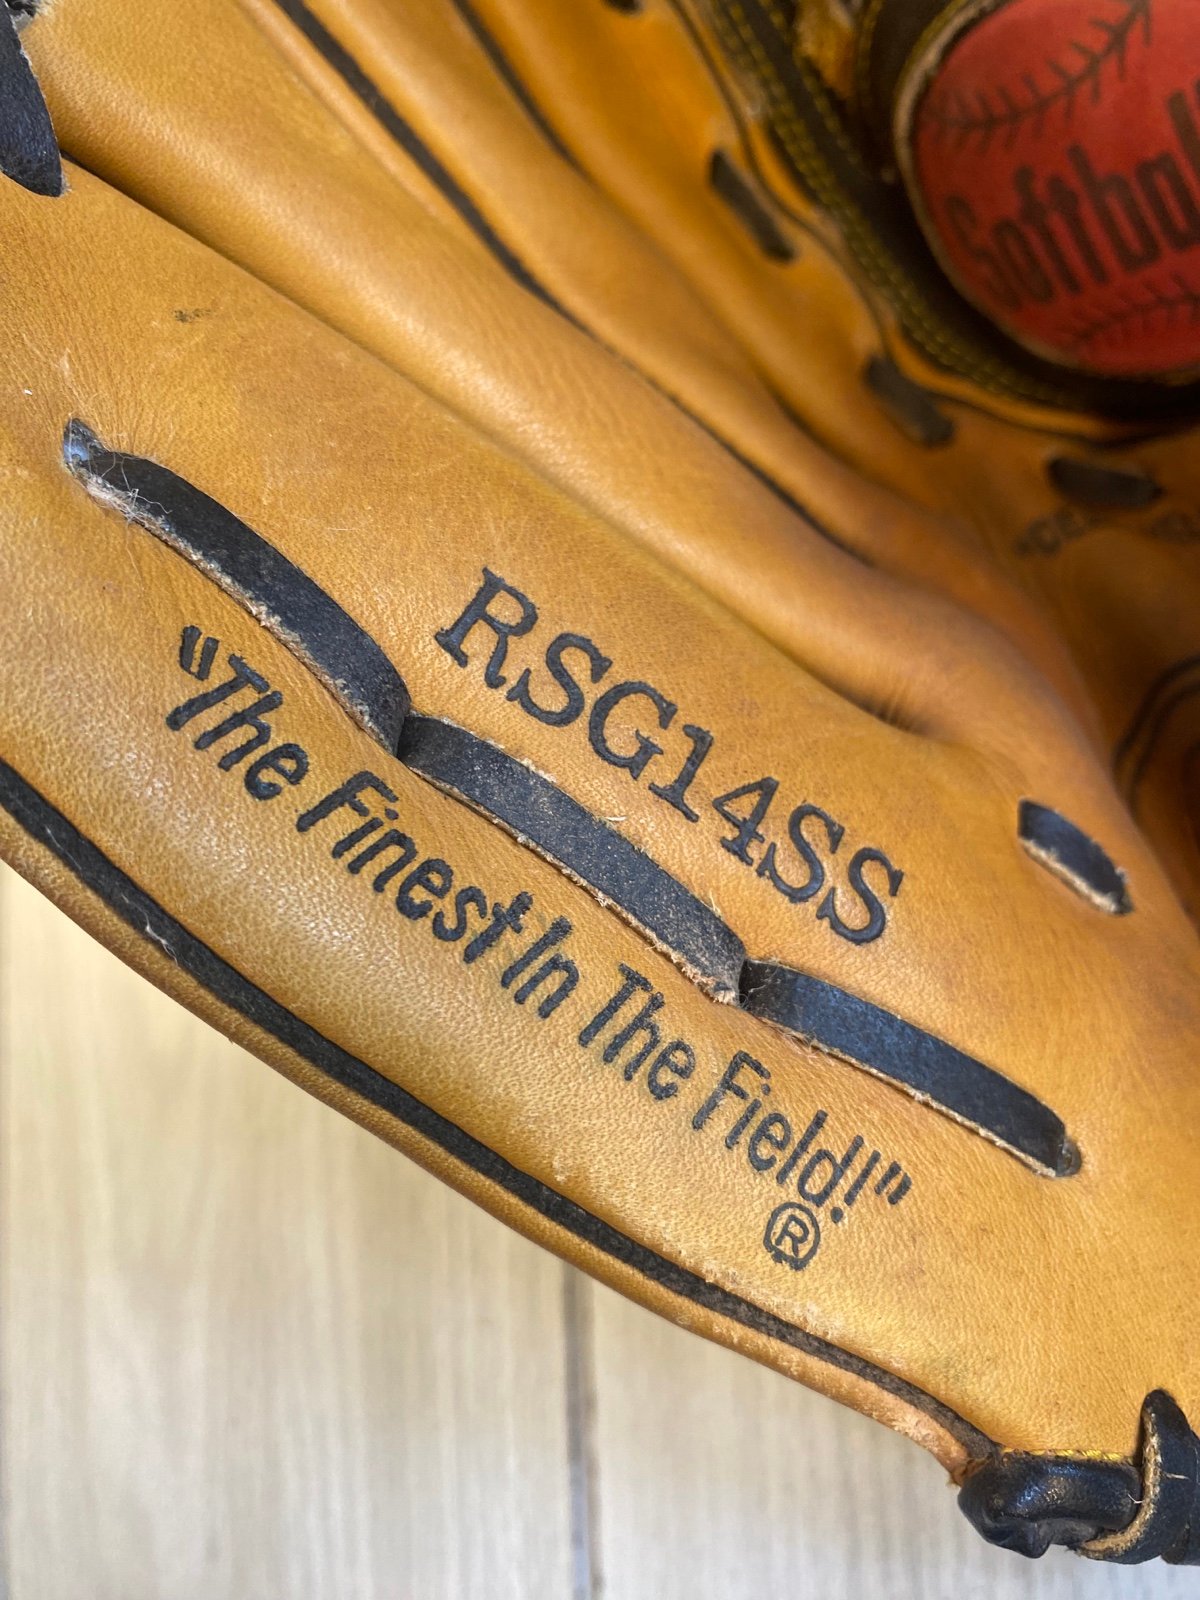 Softball
RSG14SS
"The Finest In The Field!"
®